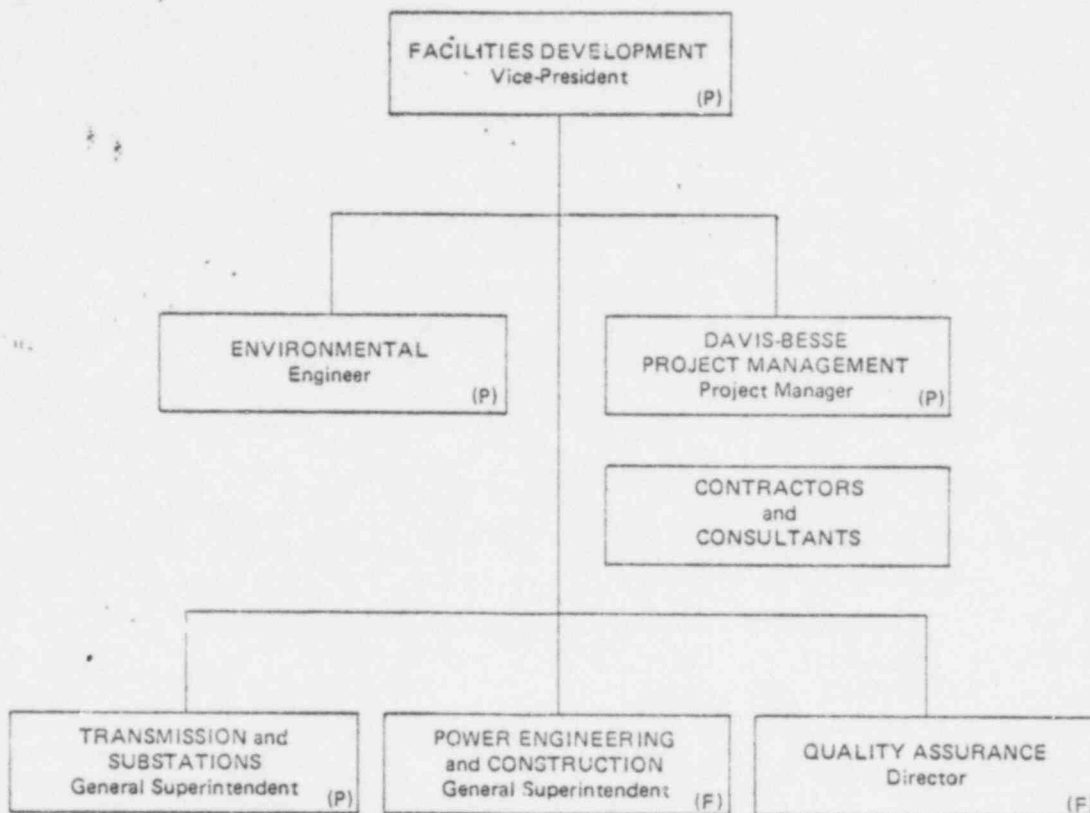 FACILITIES DEVELOPMENT
Vice-President
(P)
ENVIRONMENTAL
Engineer
(P)
DAVIS-BESSE
PROJECT MANAGEMENT
Project Manager
(P)
CONTRACTORS
and
CONSULTANTS
TRANSMISSION and
SUBSTATIONS
General Superintendent
(P)
POWER ENGINEERING
and CONSTRUCTION
General Superintendent
(F)
QUALITY ASSURANCE
Director
(F)